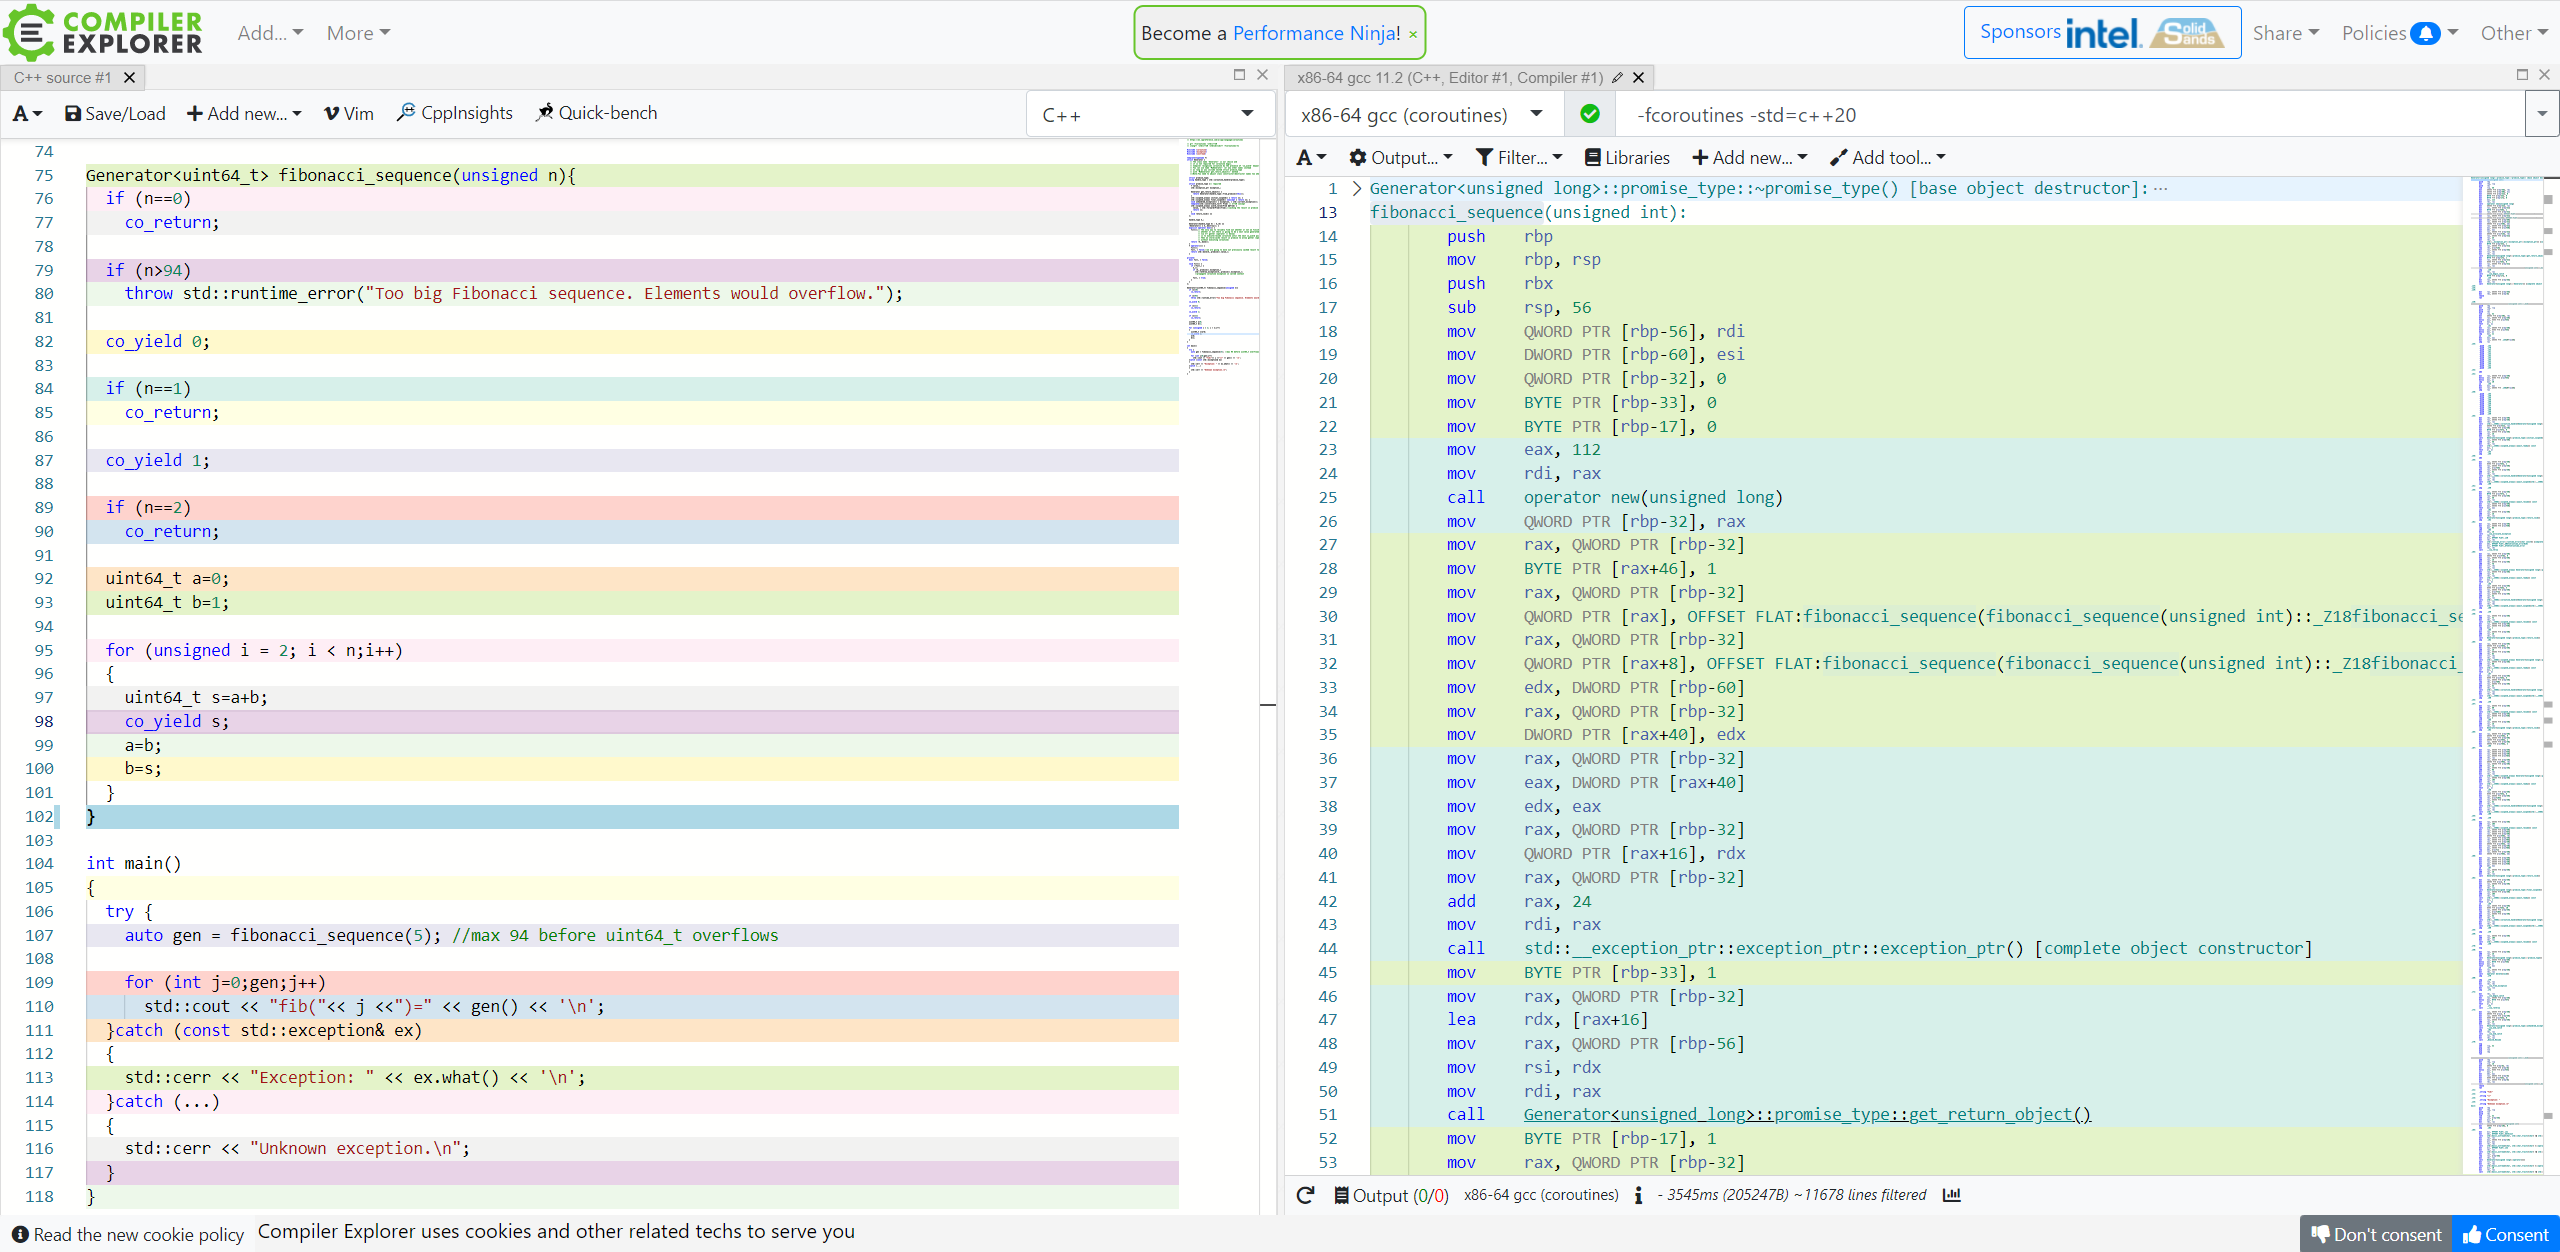 COMPILER EXPLORER
Add... More
Become a Performance Ninja! ×
Sponsors intel. Solid Sands
Share Policies Other
C++ source #1
A Save/Load Add new... Vim CppInsights Quick-bench
C++
74
75 Generator<uint64_t> fibonacci_sequence(unsigned n){
76 if (n==0)
77 co_return;
78
79 if (n>94)
80 throw std::runtime_error("Too big Fibonacci sequence. Elements would overflow.");
81
82 co_yield 0;
83
84 if (n==1)
85 co_return;
86
87 co_yield 1;
88
89 if (n==2)
90 co_return;
91
92 uint64_t a=0;
93 uint64_t b=1;
94
95 for (unsigned i = 2; i < n;i++)
96 {
97 uint64_t s=a+b;
98 co_yield s;
99 a=b;
100 b=s;
101 }
102 }
103
104 int main()
105 {
106 try {
107 auto gen = fibonacci_sequence(5); //max 94 before uint64_t overflows
108
109 for (int j=0;gen;j++)
110 std::cout << "fib("<< j <<")=" << gen() << '\n';
111 }catch (const std::exception& ex)
112 {
113 std::cerr << "Exception: " << ex.what() << '\n';
114 }catch (...)
115 {
116 std::cerr << "Unknown exception.\n";
117 }
118 }
x86-64 gcc 11.2 (C++, Editor #1, Compiler #1)
x86-64 gcc (coroutines)
-fcoroutines -std=c++20
A Output... Filter... Libraries Add new... Add tool...
1 Generator<unsigned long>::promise_type::~promise_type() [base object destructor]:···
13 fibonacci_sequence(unsigned int):
14 push rbp
15 mov rbp, rsp
16 push rbx
17 sub rsp, 56
18 mov QWORD PTR [rbp-56], rdi
19 mov DWORD PTR [rbp-60], esi
20 mov QWORD PTR [rbp-32], 0
21 mov BYTE PTR [rbp-33], 0
22 mov BYTE PTR [rbp-17], 0
23 mov eax, 112
24 mov rdi, rax
25 call operator new(unsigned long)
26 mov QWORD PTR [rbp-32], rax
27 mov rax, QWORD PTR [rbp-32]
28 mov BYTE PTR [rax+46], 1
29 mov rax, QWORD PTR [rbp-32]
30 mov QWORD PTR [rax], OFFSET FLAT:fibonacci_sequence(fibonacci_sequence(unsigned int)::_Z18fibonacci_se
31 mov rax, QWORD PTR [rbp-32]
32 mov QWORD PTR [rax+8], OFFSET FLAT:fibonacci_sequence(fibonacci_sequence(unsigned int)::_Z18fibonacci_
33 mov edx, DWORD PTR [rbp-60]
34 mov rax, QWORD PTR [rbp-32]
35 mov DWORD PTR [rax+40], edx
36 mov rax, QWORD PTR [rbp-32]
37 mov eax, DWORD PTR [rax+40]
38 mov edx, eax
39 mov rax, QWORD PTR [rbp-32]
40 mov QWORD PTR [rax+16], rdx
41 mov rax, QWORD PTR [rbp-32]
42 add rax, 24
43 mov rdi, rax
44 call std::__exception_ptr::exception_ptr::exception_ptr() [complete object constructor]
45 mov BYTE PTR [rbp-33], 1
46 mov rax, QWORD PTR [rbp-32]
47 lea rdx, [rax+16]
48 mov rax, QWORD PTR [rbp-56]
49 mov rsi, rdx
50 mov rdi, rax
51 call Generator<unsigned long>::promise_type::get_return_object()
52 mov BYTE PTR [rbp-17], 1
53 mov rax, QWORD PTR [rbp-32]
Output (0/0) x86-64 gcc (coroutines) - 3545ms (205247B) ~11678 lines filtered
Read the new cookie policy Compiler Explorer uses cookies and other related techs to serve you
Don't consent Consent